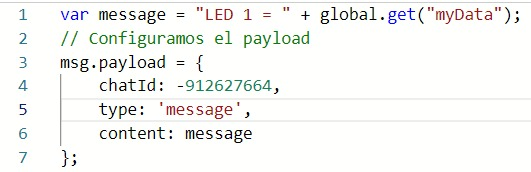 1 var message = "LED 1 = " + global.get("myData");
2 // Configuramos el payload
3 msg.payload = {
4 chatId: -912627664,
5 type: 'message',
6 content: message
7 };